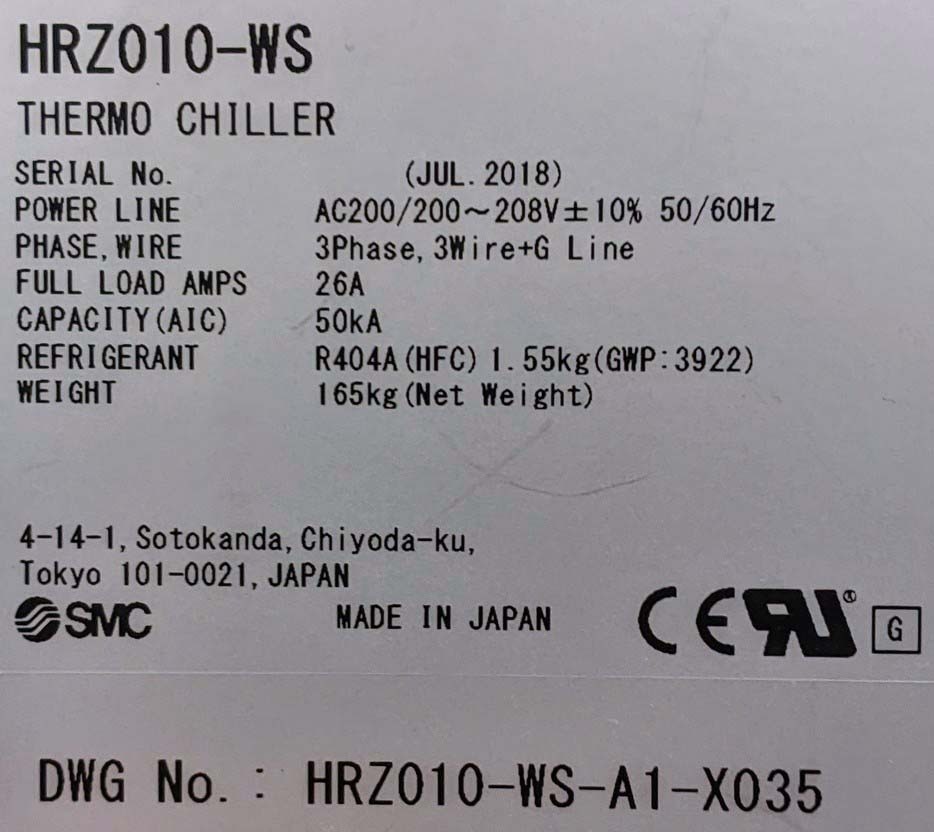 HRZ010-WS
THERMO CHILLER
SERIAL No. (JUL. 2018)
POWER LINE AC200/200～208V±10% 50/60Hz
PHASE, WIRE 3Phase, 3Wire+G Line
FULL LOAD AMPS 26A
CAPACITY(AIC) 50kA
REFRIGERANT R404A(HFC) 1.55kg(GWP:3922)
WEIGHT 165kg(Net Weight)
4-14-1, Sotokanda, Chiyoda-ku,
Tokyo 101-0021, JAPAN
SMC MADE IN JAPAN CE RU® G
DWG No.: HRZ010-WS-A1-X035